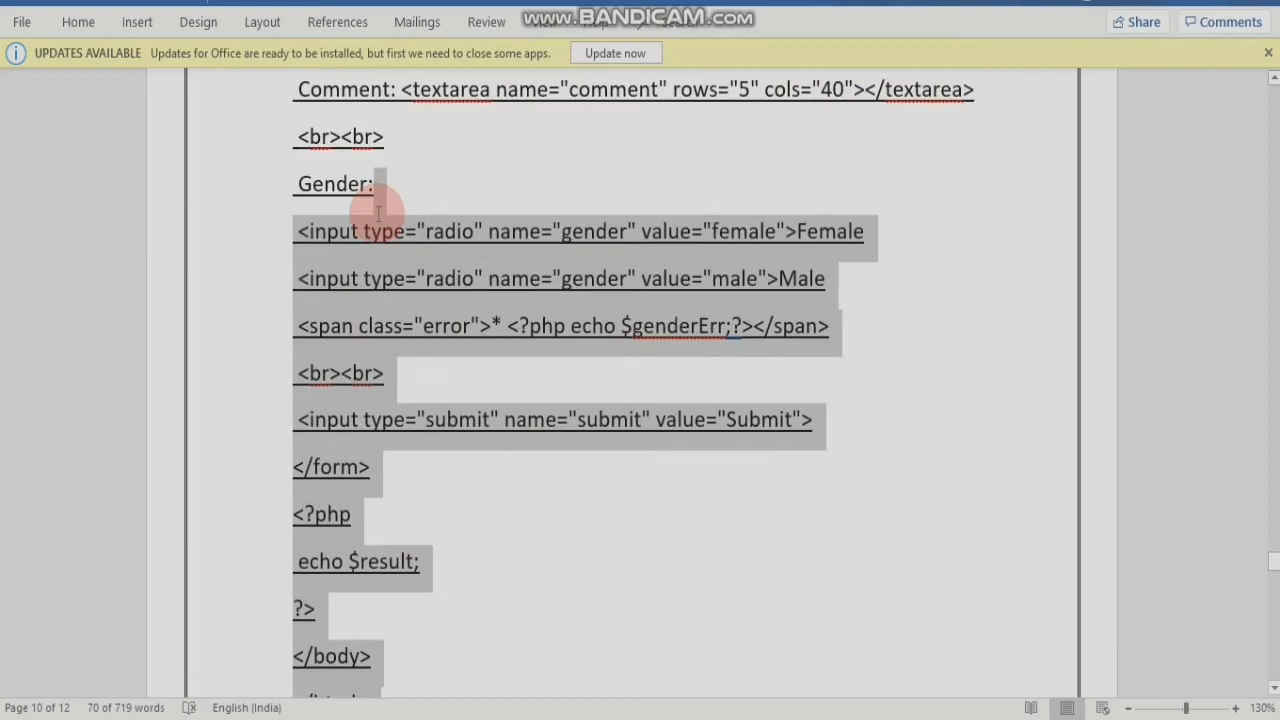 www.BANDICAM.com
File Home Insert Design Layout References Mailings Review Share Comments
UPDATES AVAILABLE Updates for Office are ready to be installed, but first we need to close some apps. Update now
Comment: <textarea name="comment" rows="5" cols="40"></textarea>
<br><br>
Gender:
<input type="radio" name="gender" value="female">Female
<input type="radio" name="gender" value="male">Male
<span class="error">* <?php echo $genderErr;?></span>
<br><br>
<input type="submit" name="submit" value="Submit">
</form>
<?php
echo $result;
?>
</body>
Page 10 of 12 70 of 719 words English (India) 130%